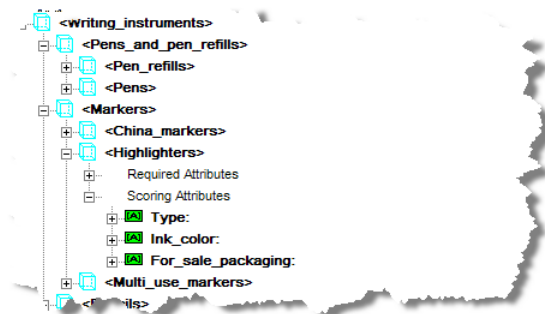 <Writing_instruments>
<Pens_and_pen_refills>
<Pen_refills>
<Pens>
<Markers>
<China_markers>
<Highlighters>
Required Attributes
Scoring Attributes
Type:
Ink_color:
For_sale_packaging:
<Multi_use_markers>